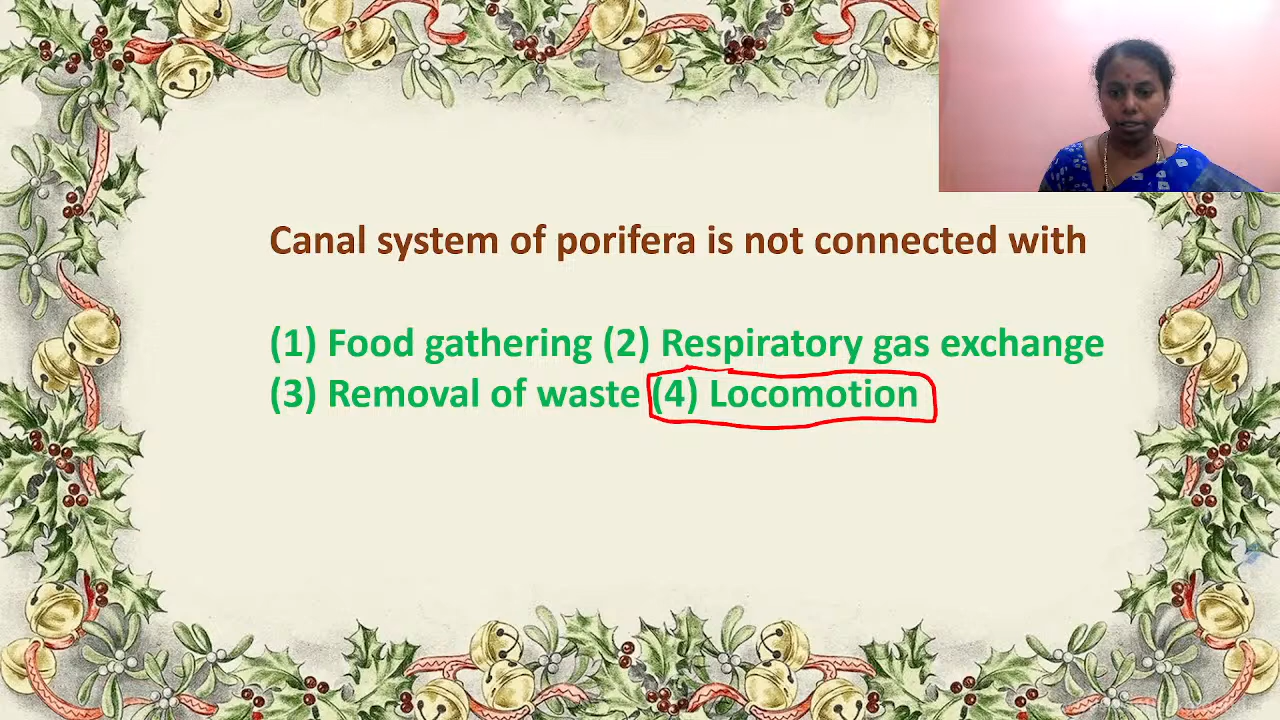 Canal system of porifera is not connected with
(1) Food gathering (2) Respiratory gas exchange
(3) Removal of waste (4) Locomotion